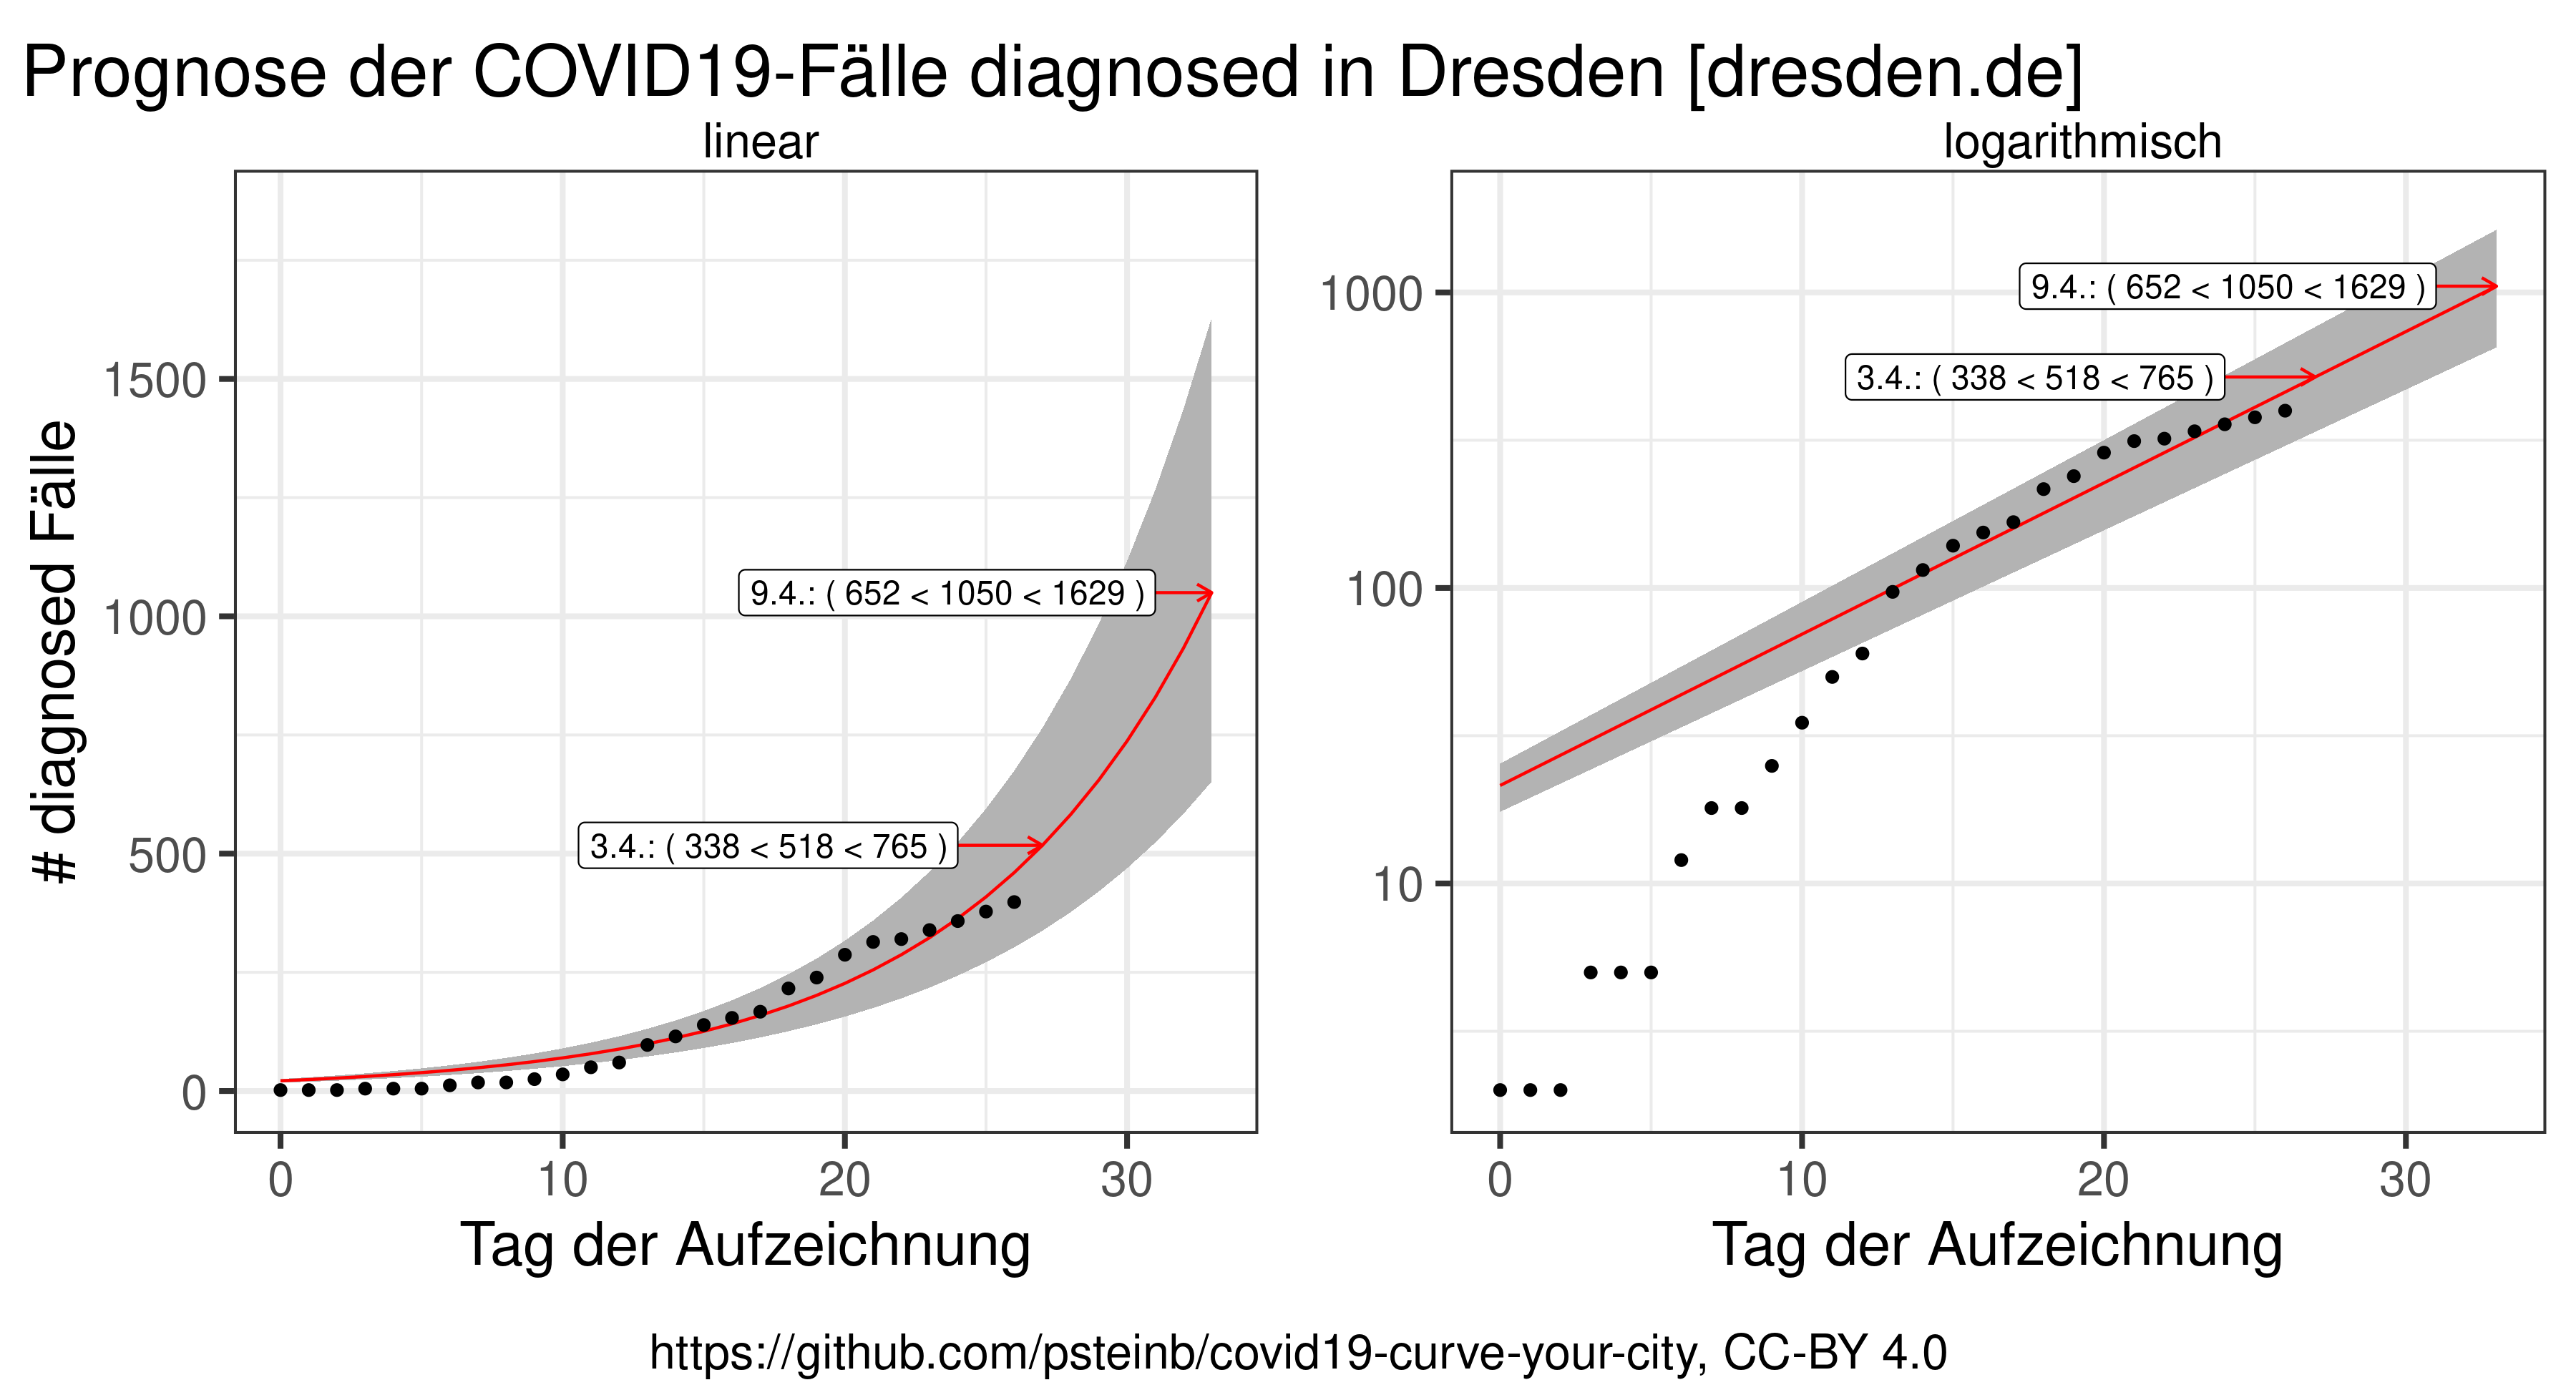 Prognose der COVID19-Fälle diagnosed in Dresden [dresden.de]
linear
# diagnosed Fälle
1500
1000
500
0
9.4.: ( 652 < 1050 < 1629 )
3.4.: ( 338 < 518 < 765 )
0 10 20 30
Tag der Aufzeichnung
logarithmisch
1000
100
10
9.4.: ( 652 < 1050 < 1629 )
3.4.: ( 338 < 518 < 765 )
0 10 20 30
Tag der Aufzeichnung
https://github.com/psteinb/covid19-curve-your-city, CC-BY 4.0